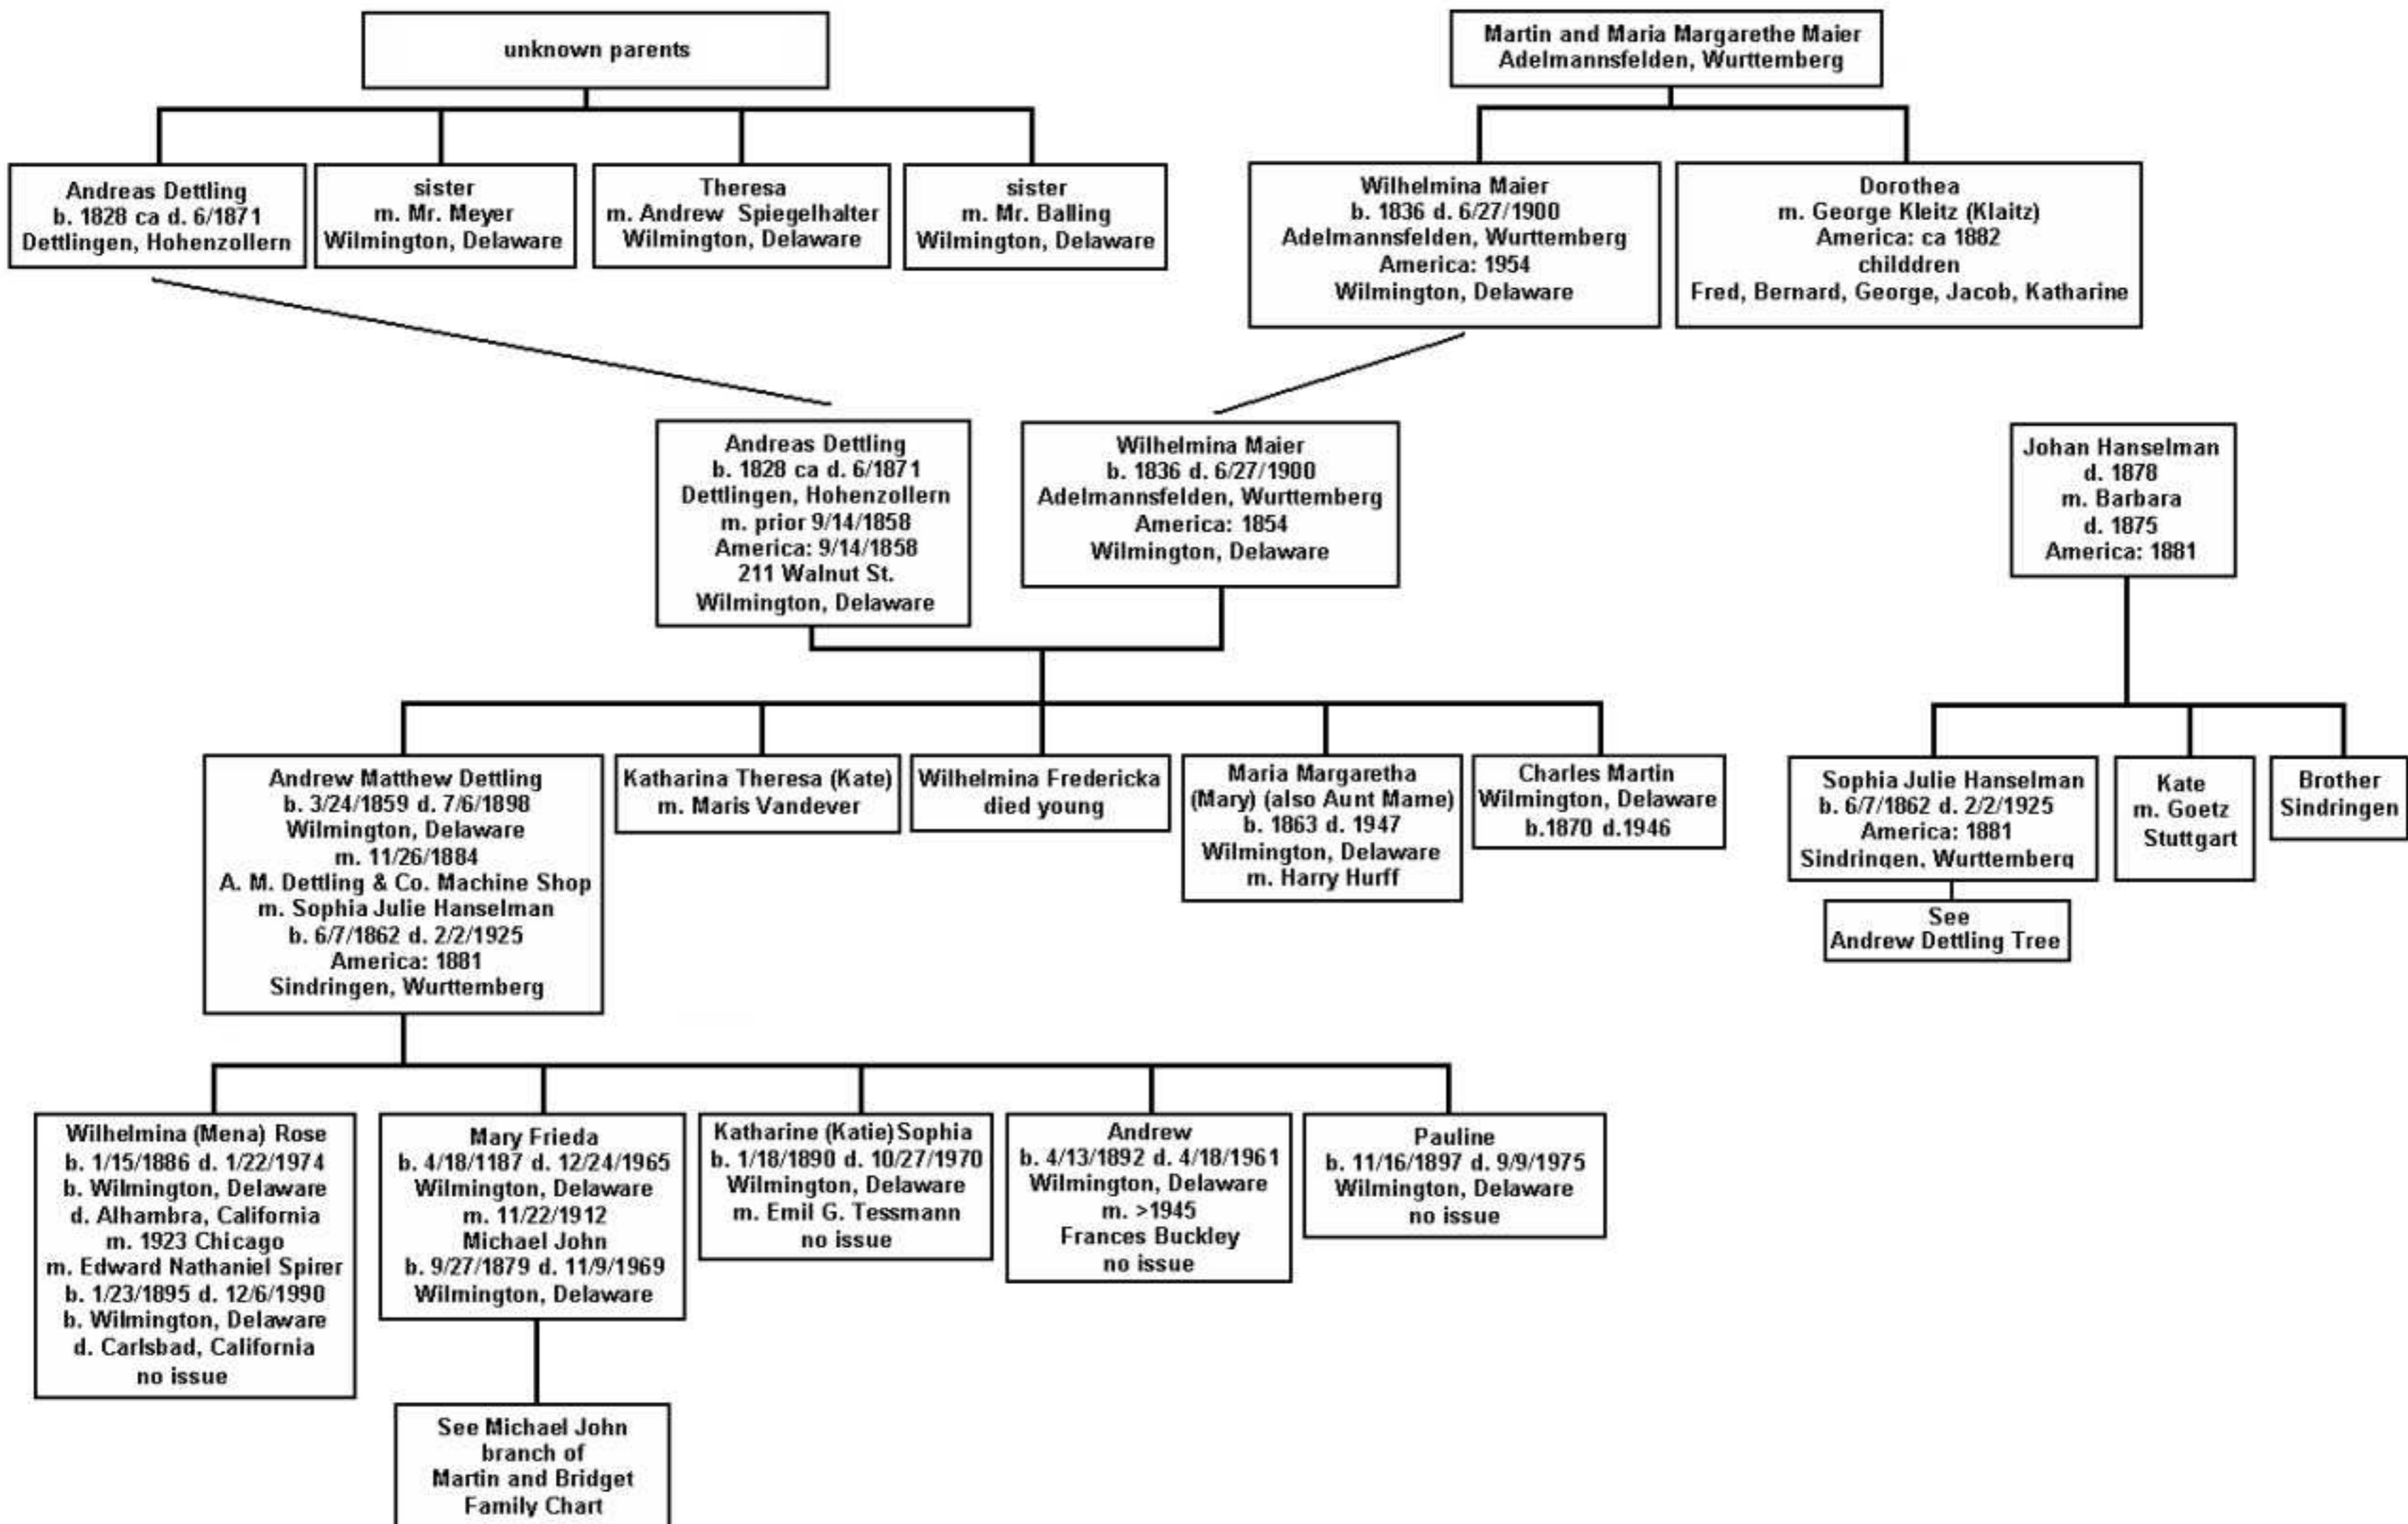 unknown parents
Martin and Maria Margarethe Maier
Adelmannsfelden, Wurttemberg
Andreas Dettling
b. 1828 ca d. 6/1871
Dettlingen, Hohenzollern
sister
m. Mr. Meyer
Wilmington, Delaware
Theresa
m. Andrew Spiegelhalter
Wilmington, Delaware
sister
m. Mr. Balling
Wilmington, Delaware
Wilhelmina Maier
b. 1836 d. 6/27/1900
Adelmannsfelden, Wurttemberg
America: 1954
Wilmington, Delaware
Dorothea
m. George Kleitz (Klaitz)
America: ca 1882
childdren
Fred, Bernard, George, Jacob, Katharine
Andreas Dettling
b. 1828 ca d. 6/1871
Dettlingen, Hohenzollern
m. prior 9/14/1858
America: 9/14/1858
211 Walnut St.
Wilmington, Delaware
Wilhelmina Maier
b. 1836 d. 6/27/1900
Adelmannsfelden, Wurttemberg
America: 1854
Wilmington, Delaware
Johan Hanselman
d. 1878
m. Barbara
d. 1875
America: 1881
Andrew Matthew Dettling
b. 3/24/1859 d. 7/6/1898
Wilmington, Delaware
m. 11/26/1884
A. M. Dettling & Co. Machine Shop
m. Sophia Julie Hanselman
b. 6/7/1862 d. 2/2/1925
America: 1881
Sindringen, Wurttemberg
Katharina Theresa (Kate)
m. Maris Vandever
Wilhelmina Fredericka
died young
Maria Margaretha
(Mary) (also Aunt Mame)
b. 1863 d. 1947
Wilmington, Delaware
m. Harry Hurff
Charles Martin
Wilmington, Delaware
b.1870 d.1946
Sophia Julie Hanselman
b. 6/7/1862 d. 2/2/1925
America: 1881
Sindringen, Wurttemberg
Kate
m. Goetz
Stuttgart
Brother
Sindringen
See
Andrew Dettling Tree
Wilhelmina (Mena) Rose
b. 1/15/1886 d. 1/22/1974
b. Wilmington, Delaware
d. Alhambra, California
m. 1923 Chicago
m. Edward Nathaniel Spirer
b. 1/23/1895 d. 12/6/1990
b. Wilmington, Delaware
d. Carlsbad, California
no issue
Mary Frieda
b. 4/18/1187 d. 12/24/1965
Wilmington, Delaware
m. 11/22/1912
Michael John
b. 9/27/1879 d. 11/9/1969
Wilmington, Delaware
Katharine (Katie) Sophia
b. 1/18/1890 d. 10/27/1970
Wilmington, Delaware
m. Emil G. Tessmann
no issue
Andrew
b. 4/13/1892 d. 4/18/1961
Wilmington, Delaware
m. >1945
Frances Buckley
no issue
Pauline
b. 11/16/1897 d. 9/9/1975
Wilmington, Delaware
no issue
See Michael John
branch of
Martin and Bridget
Family Chart